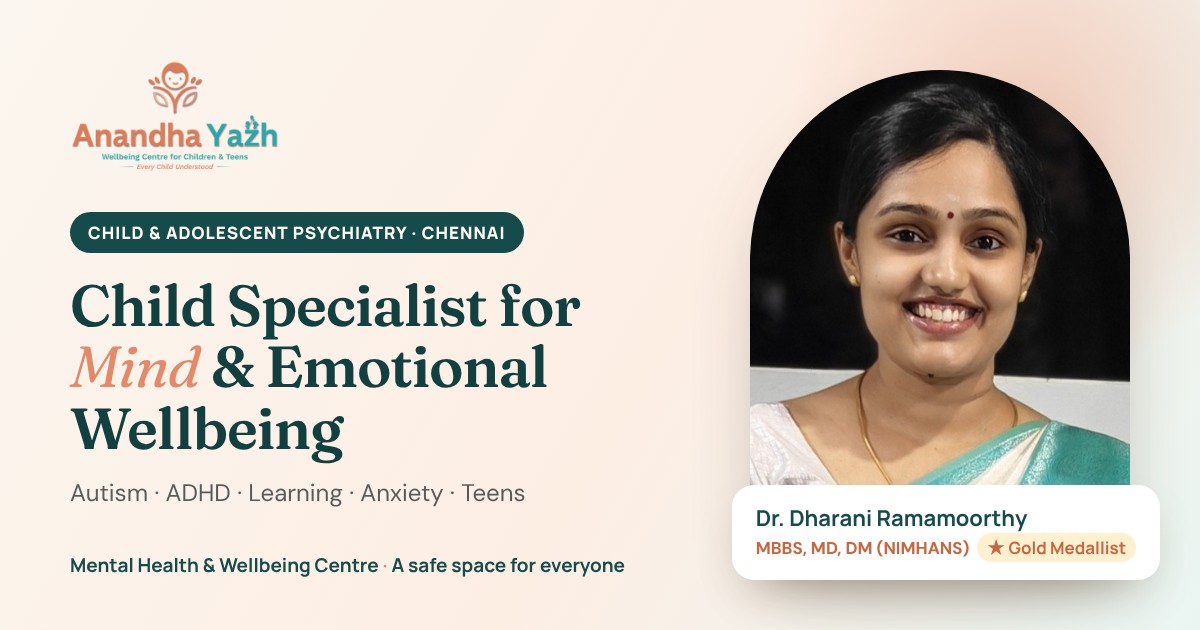 Anandha Yazh
Wellbeing Centre for Children & Teens
Every Child Understood
CHILD & ADOLESCENT PSYCHIATRY · CHENNAI
Child Specialist for
Mind & Emotional
Wellbeing
Autism · ADHD · Learning · Anxiety · Teens
Mental Health & Wellbeing Centre · A safe space for everyone
Dr. Dharani Ramamoorthy
MBBS, MD, DM (NIMHANS) ★ Gold Medallist